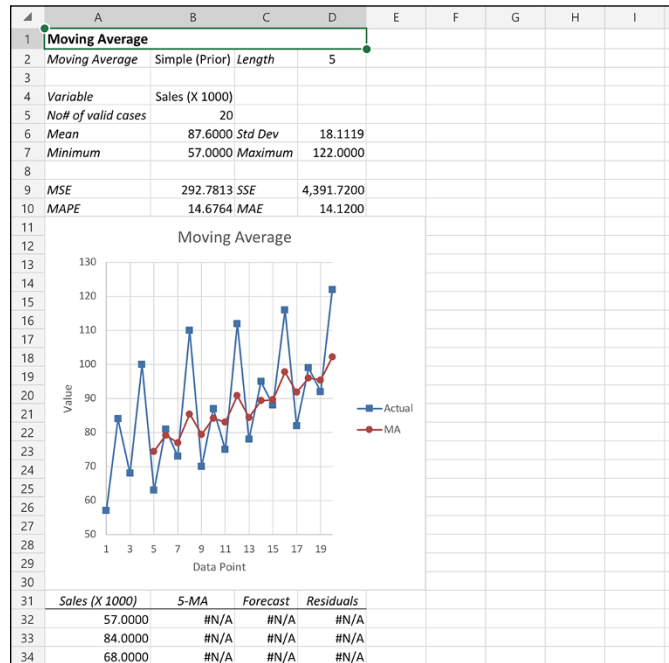 A B C D E F G H I
1 Moving Average
2 Moving Average Simple (Prior) Length 5
3
4 Variable Sales (X 1000)
5 No# of valid cases 20
6 Mean 87.6000 Std Dev 18.1119
7 Minimum 57.0000 Maximum 122.0000
8
9 MSE 292.7813 SSE 4,391.7200
10 MAPE 14.6764 MAE 14.1200
11
12
13
14
15
16
17
18
19
20
21
22
23
24
25
26
27
28
29
30
Moving Average
130
120
110
100
90
80
70
60
50
Value
1 3 5 7 9 11 13 15 17 19
Data Point
Actual
MA
31 Sales (X 1000) 5-MA Forecast Residuals
32 57.0000 #N/A #N/A #N/A
33 84.0000 #N/A #N/A #N/A
34 68.0000 #N/A #N/A #N/A